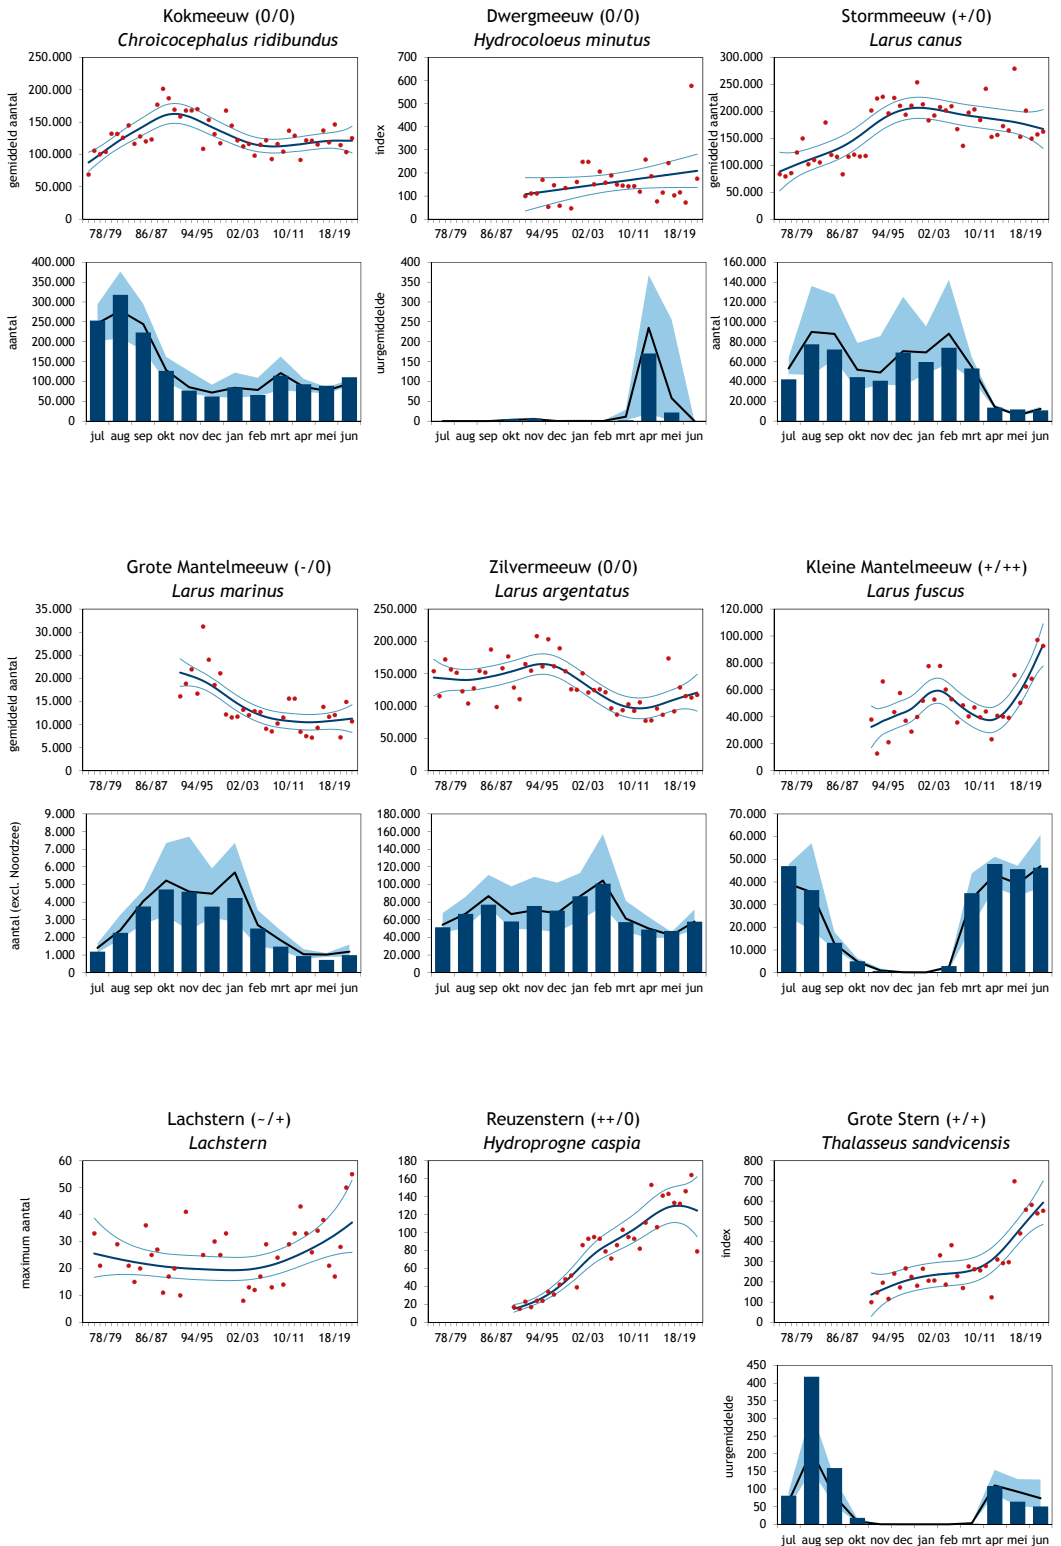 Kokmeeuw (0/0)
Chroicocephalus ridibundus
gemiddeld aantal
250.000
200.000
150.000
100.000
50.000
0
78/79 86/87 94/95 02/03 10/11 18/19
Dwergmeeuw (0/0)
Hydrocoloeus minutus
index
700
600
500
400
300
200
100
0
78/79 86/87 94/95 02/03 10/11 18/19
Stormmeeuw (+/0)
Larus canus
gemiddeld aantal
300.000
250.000
200.000
150.000
100.000
50.000
0
78/79 86/87 94/95 02/03 10/11 18/19
aantal
400.000
350.000
300.000
250.000
200.000
150.000
100.000
50.000
0
jul aug sep okt nov dec jan feb mrt apr mei jun
uurgemiddelde
400
350
300
250
200
150
100
50
0
jul aug sep okt nov dec jan feb mrt apr mei jun
aantal
160.000
140.000
120.000
100.000
80.000
60.000
40.000
20.000
0
jul aug sep okt nov dec jan feb mrt apr mei jun
Grote Mantelmeeuw (-/0)
Larus marinus
gemiddeld aantal
35.000
30.000
25.000
20.000
15.000
10.000
5.000
0
78/79 86/87 94/95 02/03 10/11 18/19
Zilvermeeuw (0/0)
Larus argentatus
250.000
200.000
150.000
100.000
50.000
0
78/79 86/87 94/95 02/03 10/11 18/19
Kleine Mantelmeeuw (+/++)
Larus fuscus
120.000
100.000
80.000
60.000
40.000
20.000
0
78/79 86/87 94/95 02/03 10/11 18/19
aantal (excl. Noordzee)
9.000
8.000
7.000
6.000
5.000
4.000
3.000
2.000
1.000
0
jul aug sep okt nov dec jan feb mrt apr mei jun
180.000
160.000
140.000
120.000
100.000
80.000
60.000
40.000
20.000
0
jul aug sep okt nov dec jan feb mrt apr mei jun
70.000
60.000
50.000
40.000
30.000
20.000
10.000
0
jul aug sep okt nov dec jan feb mrt apr mei jun
Lachstern (~/+)
Lachstern
maximum aantal
60
50
40
30
20
10
0
78/79 86/87 94/95 02/03 10/11 18/19
Reuzenstern (++/0)
Hydroprogne caspia
180
160
140
120
100
80
60
40
20
0
78/79 86/87 94/95 02/03 10/11 18/19
Grote Stern (+/+)
Thalasseus sandvicensis
index
800
700
600
500
400
300
200
100
0
78/79 86/87 94/95 02/03 10/11 18/19
uurgemiddelde
450
400
350
300
250
200
150
100
50
0
jul aug sep okt nov dec jan feb mrt apr mei jun